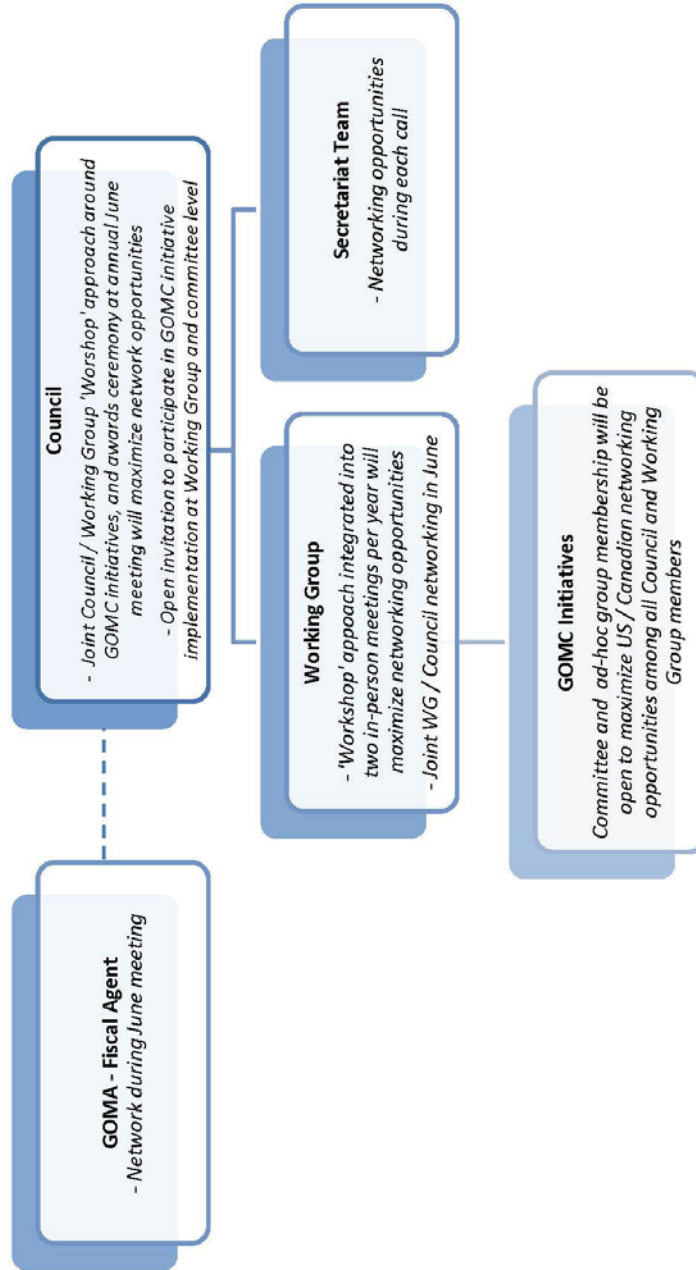 GOMA - Fiscal Agent
- Network during June meeting
Council
- Joint Council / Working Group 'Worshop' approach around
GOMC initiatives, and awards ceremony at annual June
meeting will maximize network opportunities
- Open invitation to participate in GOMC initiative
implementation at Working Group and committee level
Working Group
- 'Workshop' appoach integrated into
two in-person meetings per year will
maximize networking opportunities
- Joint WG / Council networking in June
Secretariat Team
- Networking opportunities
during each call
GOMC Initiatives
Committee and ad-hoc group membership will be
open to maximize US / Canadian networking
opportunities among all Council and Working
Group members